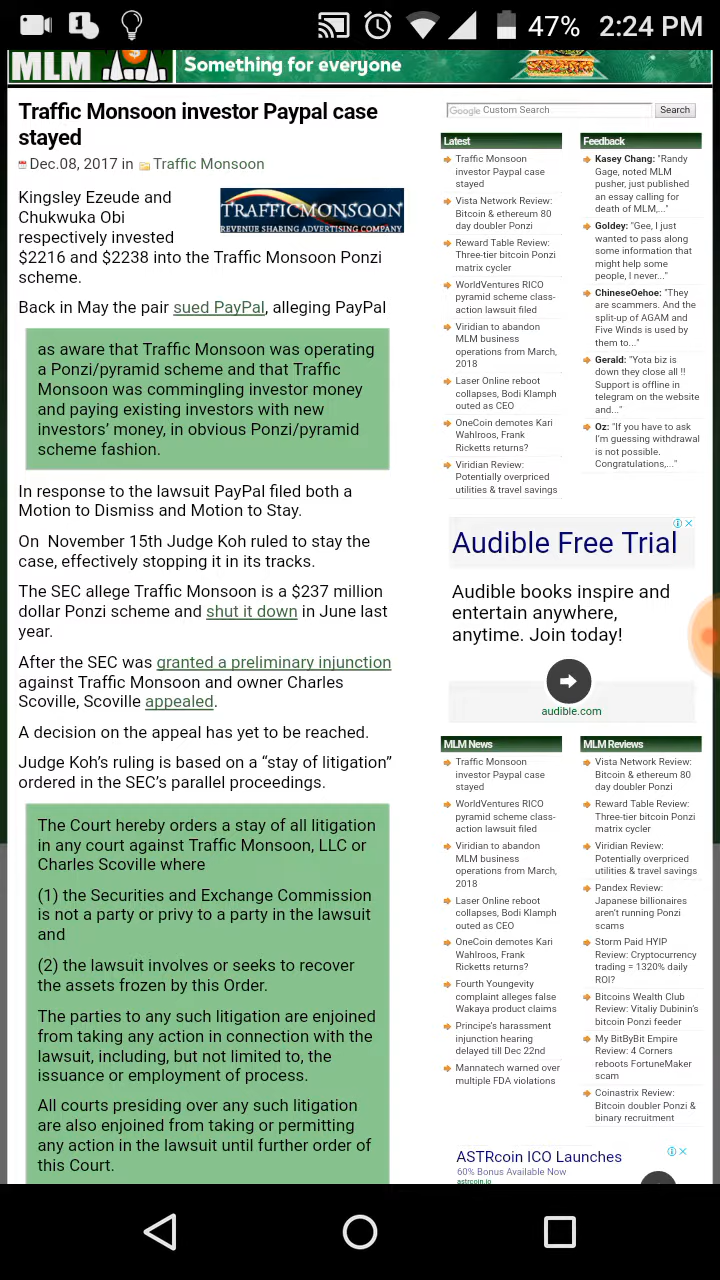 1
47% 2:24 PM
MLM
Something for everyone
Traffic Monsoon investor Paypal case
stayed
Dec.08, 2017 in Traffic Monsoon
Kingsley Ezeude and
Chukwuka Obi
respectively invested
$2216 and $2238 into the Traffic Monsoon Ponzi
scheme.
TRAFFICMONSOON
REVENUE SHARING ADVERTISING COMPANY
Back in May the pair sued PayPal, alleging PayPal
as aware that Traffic Monsoon was operating
a Ponzi/pyramid scheme and that Traffic
Monsoon was commingling investor money
and paying existing investors with new
investors' money, in obvious Ponzi/pyramid
scheme fashion.
In response to the lawsuit PayPal filed both a
Motion to Dismiss and Motion to Stay.
On November 15th Judge Koh ruled to stay the
case, effectively stopping it in its tracks.
The SEC allege Traffic Monsoon is a $237 million
dollar Ponzi scheme and shut it down in June last
year.
After the SEC was granted a preliminary injunction
against Traffic Monsoon and owner Charles
Scoville, Scoville appealed.
A decision on the appeal has yet to be reached.
Judge Koh's ruling is based on a “stay of litigation”
ordered in the SEC's parallel proceedings.
The Court hereby orders a stay of all litigation
in any court against Traffic Monsoon, LLC or
Charles Scoville where
(1) the Securities and Exchange Commission
is not a party or privy to a party in the lawsuit
and
(2) the lawsuit involves or seeks to recover
the assets frozen by this Order.
The parties to any such litigation are enjoined
from taking any action in connection with the
lawsuit, including, but not limited to, the
issuance or employment of process.
All courts presiding over any such litigation
are also enjoined from taking or permitting
any action in the lawsuit until further order of
this Court.
Google Custom Search
Search
Latest
Traffic Monsoon
investor Paypal case
stayed
Vista Network Review:
Bitcoin & ethereum 80
day doubler Ponzi
Reward Table Review:
Three-tier bitcoin Ponzi
matrix cycler
WorldVentures RICO
pyramid scheme class-
action lawsuit filed
Viridian to abandon
MLM business
operations from March,
2018
Laser Online reboot
collapses, Bodi Klamph
outed as CEO
OneCoin demotes Kari
Wahlroos, Frank
Ricketts returns?
Viridian Review:
Potentially overpriced
utilities & travel savings
Feedback
Kasey Chang: "Randy
Gage, noted MLM
pusher, just published
an essay calling for
death of MLM,..."
Goldey: "Gee, I just
wanted to pass along
some information that
might help some
people, I never..."
ChineseOehoe: "They
are scammers. And the
split-up of AGAM and
Five Winds is used by
them to..."
Gerald: "Yota biz is
down they close all !!
Support is offline in
telegram on the website
and..."
Oz: "If you have to ask
I'm guessing withdrawal
is not possible.
Congratulations,..."
Audible Free Trial
Audible books inspire and
entertain anywhere,
anytime. Join today!
audible.com
MLM News
Traffic Monsoon
investor Paypal case
stayed
WorldVentures RICO
pyramid scheme class-
action lawsuit filed
Viridian to abandon
MLM business
operations from March,
2018
Laser Online reboot
collapses, Bodi Klamph
outed as CEO
OneCoin demotes Kari
Wahlroos, Frank
Ricketts returns?
Fourth Youngevity
complaint alleges false
Wakaya product claims
Principe's harassment
injunction hearing
delayed till Dec 22nd
Mannatech warned over
multiple FDA violations
MLM Reviews
Vista Network Review:
Bitcoin & ethereum 80
day doubler Ponzi
Reward Table Review:
Three-tier bitcoin Ponzi
matrix cycler
Viridian Review:
Potentially overpriced
utilities & travel savings
Pandex Review:
Japanese billionaires
aren't running Ponzi
scams
Storm Paid HYIP
Review: Cryptocurrency
trading = 1320% daily
ROI?
Bitcoins Wealth Club
Review: Vitaliy Dubinin's
bitcoin Ponzi feeder
My BitByBit Empire
Review: 4 Corners
reboots FortuneMaker
scam
Coinastrix Review:
Bitcoin doubler Ponzi &
binary recruitment
ASTRcoin ICO Launches
60% Bonus Available Now
astrcoin.io